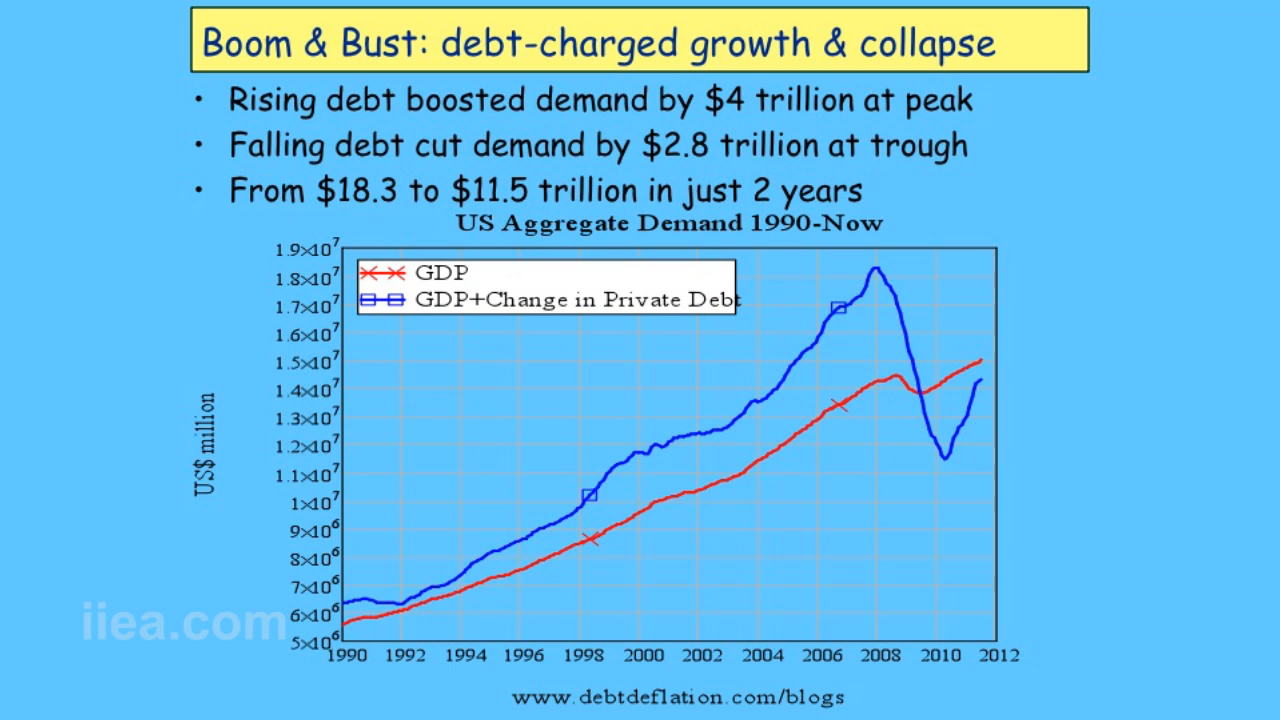 Boom & Bust: debt-charged growth & collapse
• Rising debt boosted demand by $4 trillion at peak
• Falling debt cut demand by $2.8 trillion at trough
• From $18.3 to $11.5 trillion in just 2 years
US Aggregate Demand 1990-Now
GDP
GDP+Change in Private Debt
1.9×10⁷
1.8×10⁷
1.7×10⁷
1.6×10⁷
1.5×10⁷
1.4×10⁷
1.3×10⁷
1.2×10⁷
1.1×10⁷
1×10⁷
9×10⁶
8×10⁶
7×10⁶
6×10⁶
5×10⁶
US$ million
1990 1992 1994 1996 1998 2000 2002 2004 2006 2008 2010 2012
www.debtdeflation.com/blogs
iiea.com